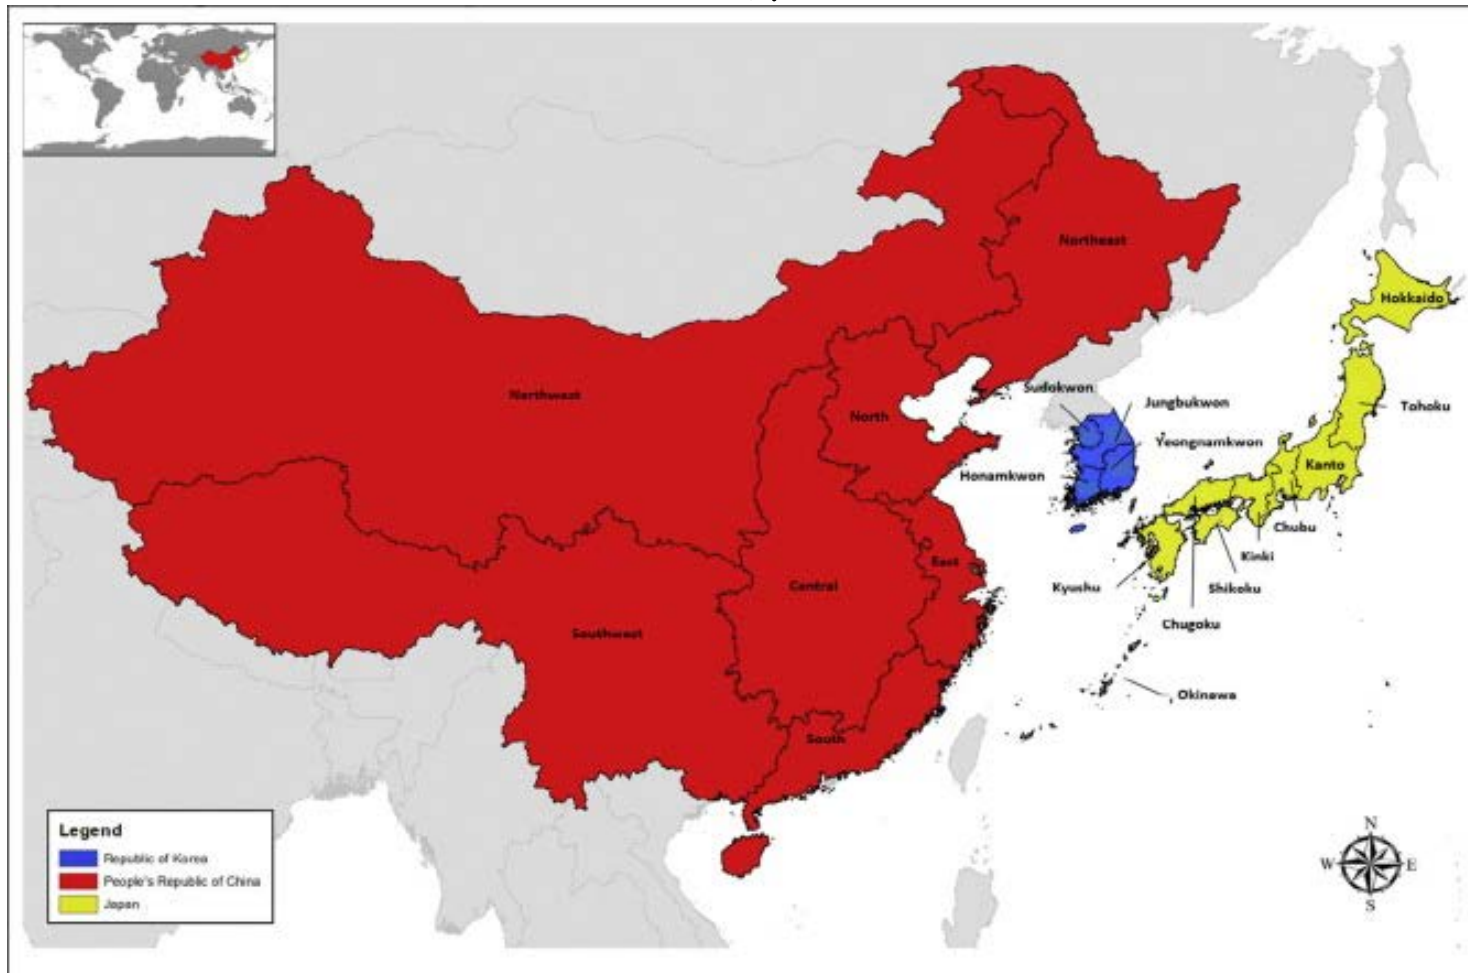 Northeast
Hokkaido
Sudokwon
Jungbukwon
Northwest
North
Tohoku
Yeongnamkwon
Kanto
Honamkwon
Chubu
East
Kinki
Central
Kyushu
Shikoku
Chugoku
Southwest
Okinawa
South
Legend
Republic of Korea
People's Republic of China
Japan
N
W
E
S